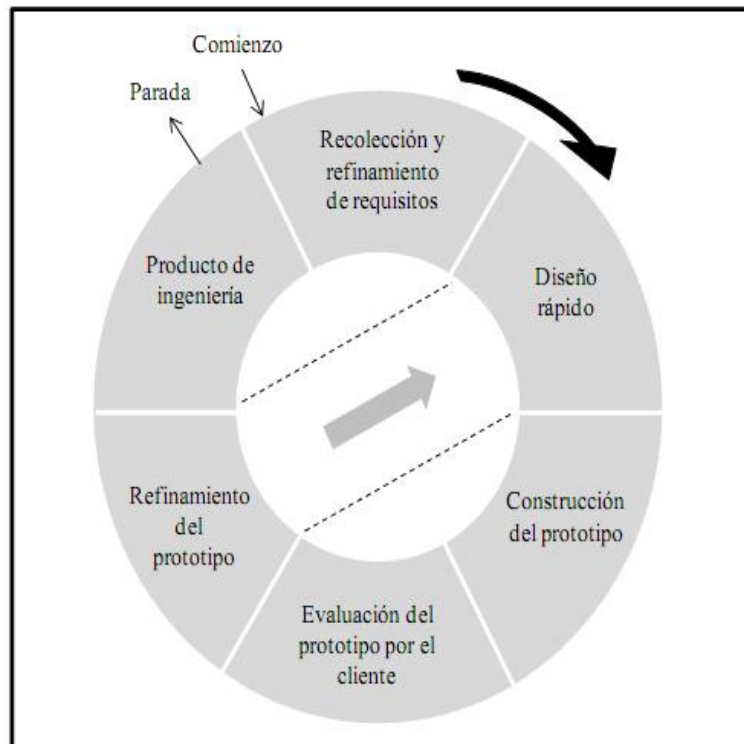 Comienzo
Parada
Recolección y
refinamiento
de requisitos
Diseño
rápido
Construcción
del prototipo
Evaluación del
prototipo por el
cliente
Refinamiento
del
prototipo
Producto de
ingeniería